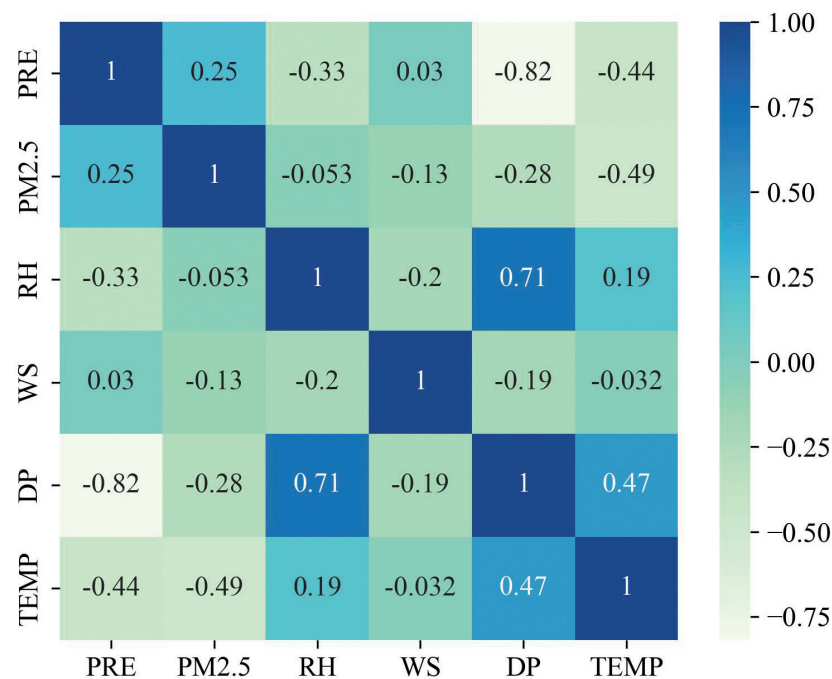 PRE 1 0.25 -0.33 0.03 -0.82 -0.44
PM2.5 0.25 1 -0.053 -0.13 -0.28 -0.49
RH -0.33 -0.053 1 -0.2 0.71 0.19
WS 0.03 -0.13 -0.2 1 -0.19 -0.032
DP -0.82 -0.28 0.71 -0.19 1 0.47
TEMP -0.44 -0.49 0.19 -0.032 0.47 1
PRE PM2.5 RH WS DP TEMP
1.00
0.75
0.50
0.25
0.00
−0.25
−0.50
−0.75